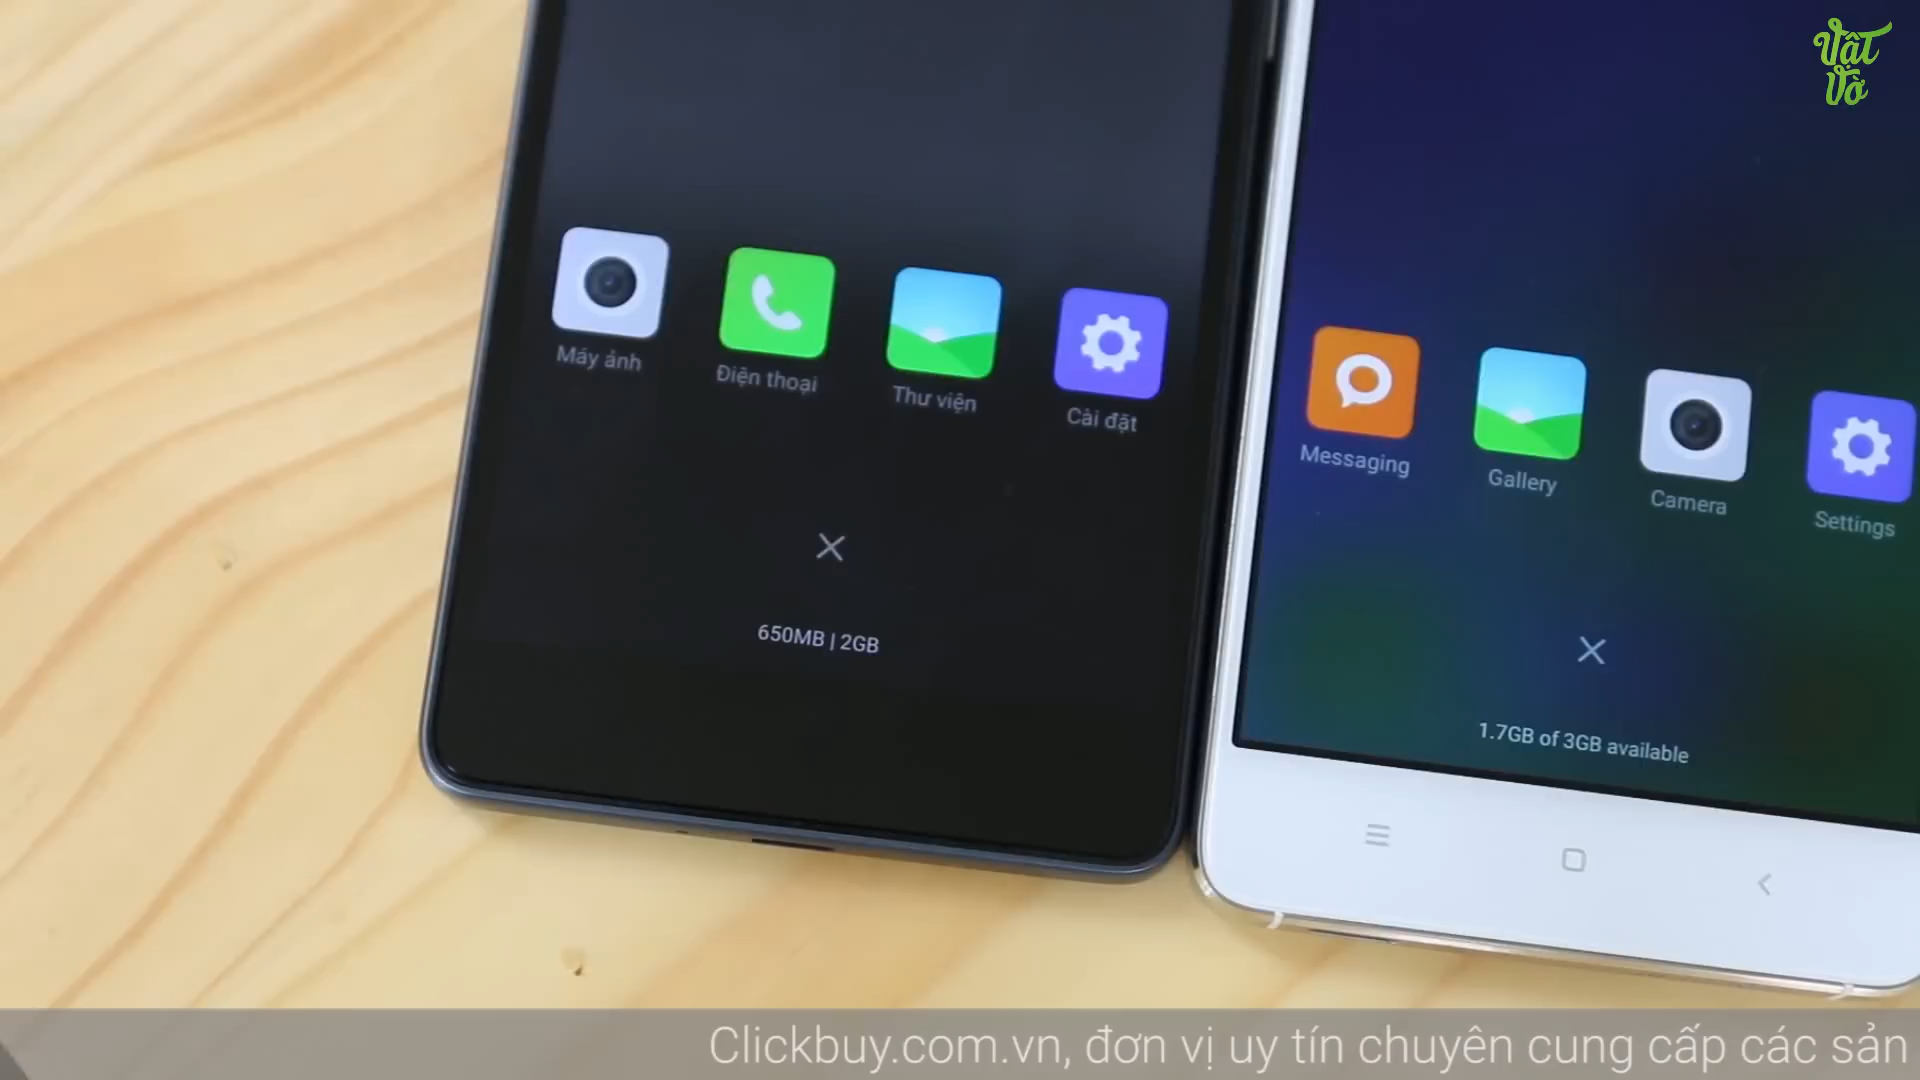 Vật
Vờ
Máy ảnh
Điện thoại
Thư viện
Cài đặt
650MB | 2GB
Messaging
Gallery
Camera
Settings
1.7GB of 3GB available
Clickbuy.com.vn, đơn vị uy tín chuyên cung cấp các sản